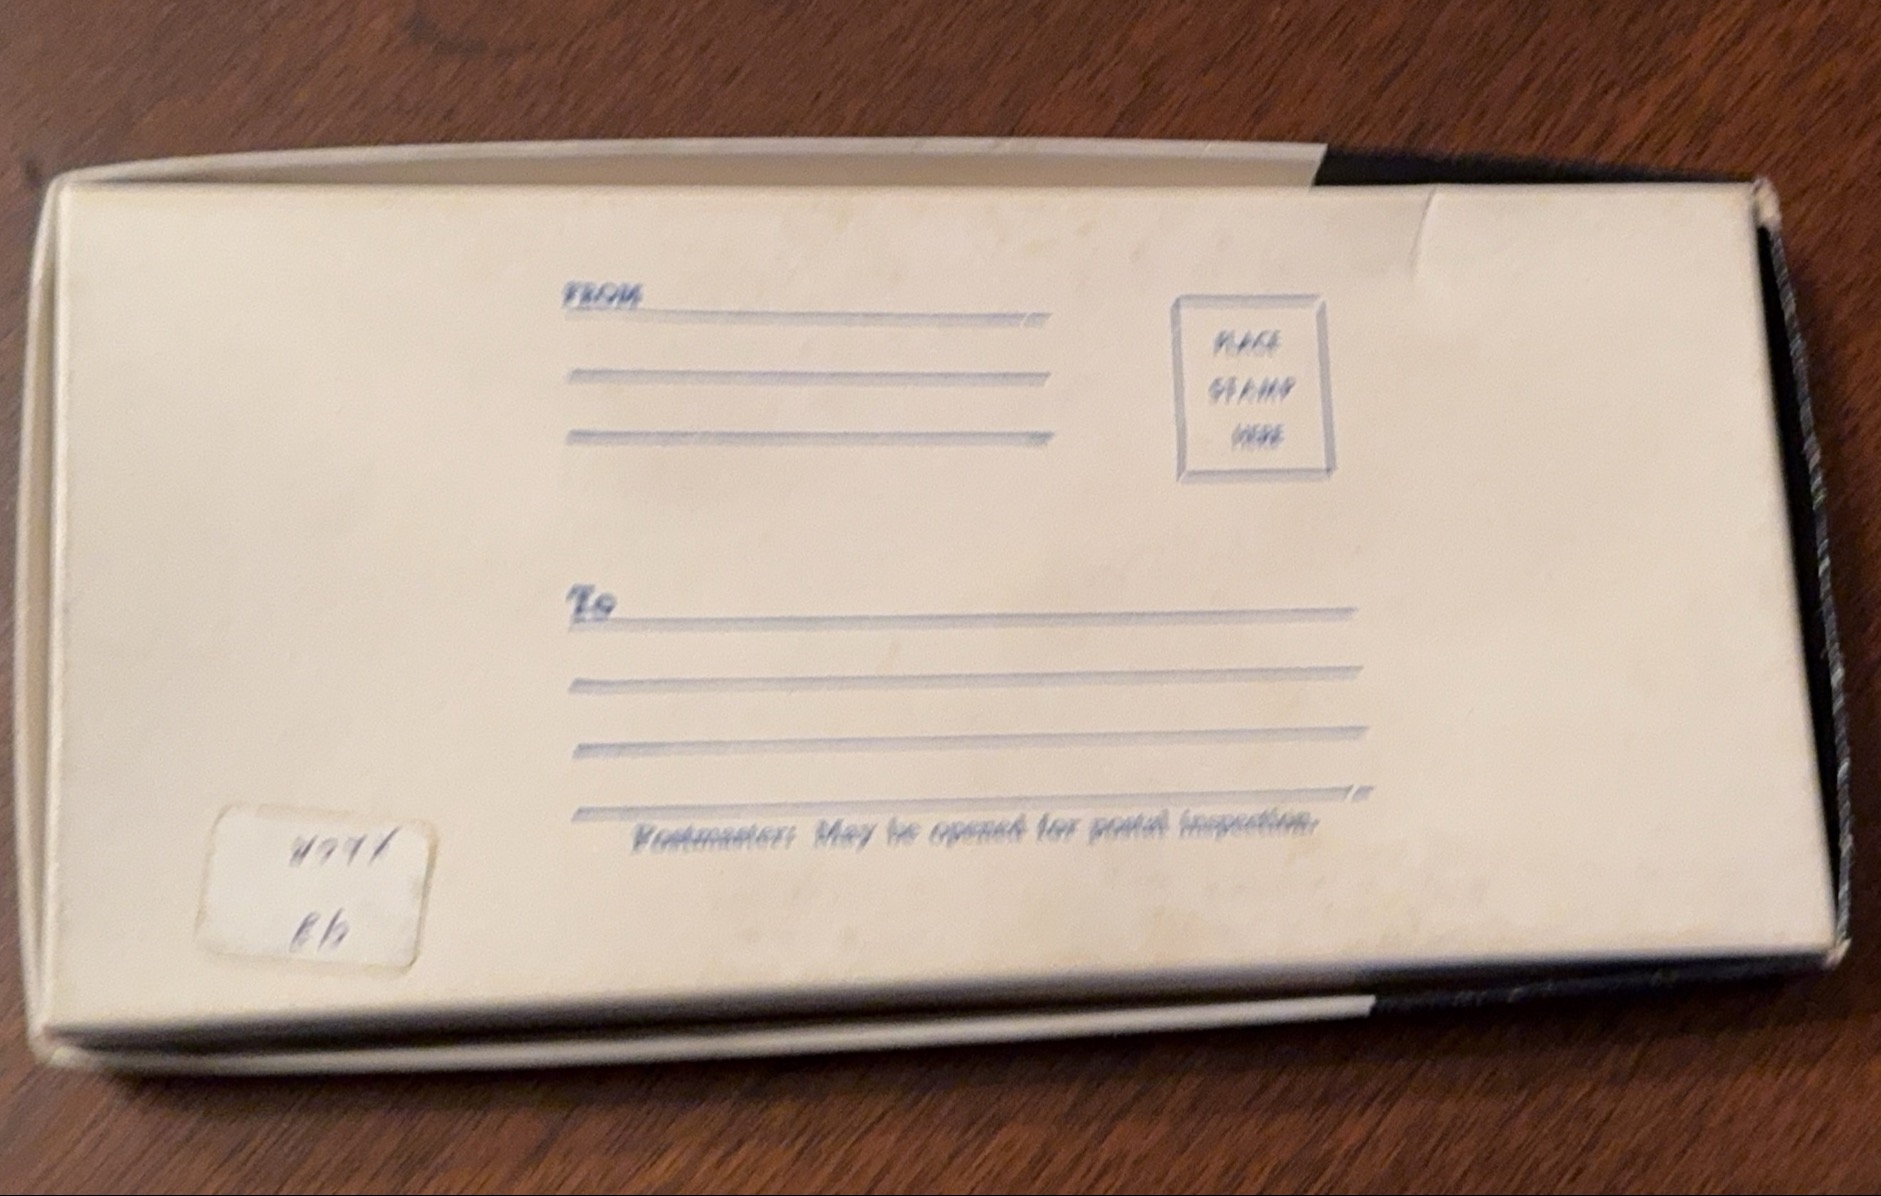 FROM
PLACE
STAMP
HERE
To
Postmaster: May be opened for postal inspection.